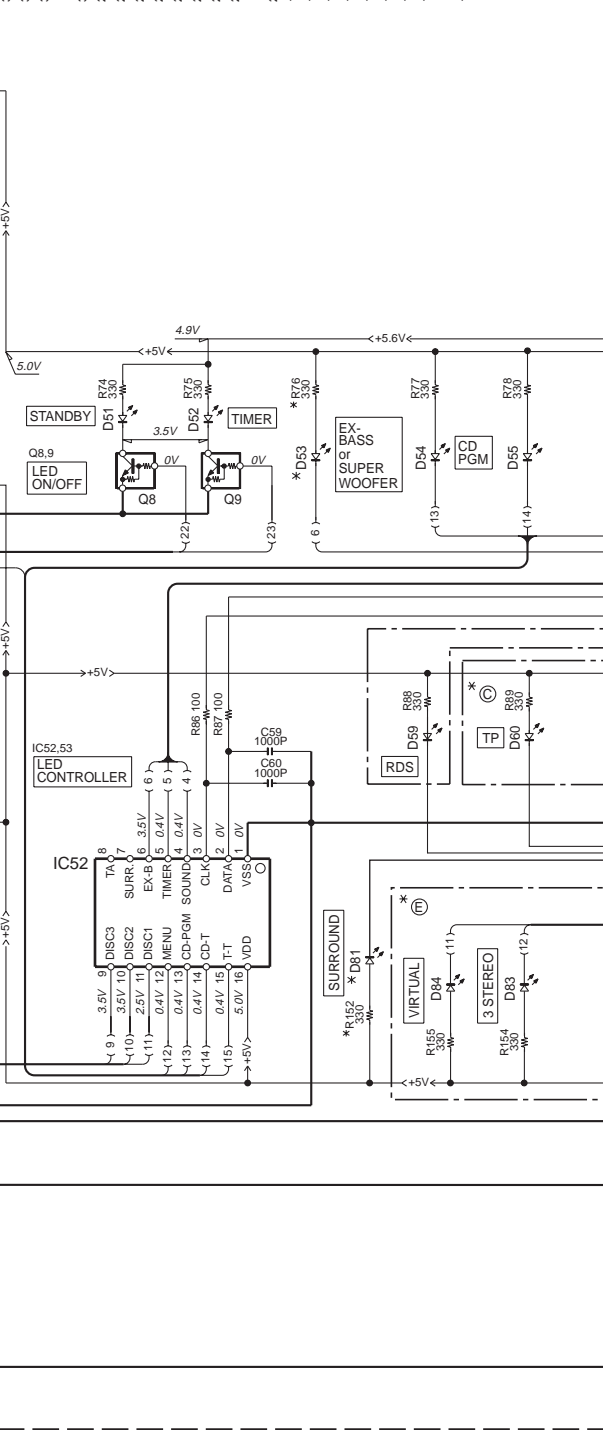 +5V
4.9V
+5.6V
+5V
5.0V
R74
330
R75
330
* R76
330
R77
330
R78
330
STANDBY
D51
D52
TIMER
3.5V
* D53
EX-
BASS
or
SUPER
WOOFER
D54
CD
PGM
D55
Q8,9
LED
ON/OFF
0V
0V
Q8
Q9
22
23
6
13
14
+5V
+5V
R86 100
R87 100
C59
1000P
C60
1000P
R88
330
D59
RDS
* C
R89
330
TP
D60
IC52,53
LED
CONTROLLER
6
5
4
3.5V
0.4V
0.4V
0V
0V
0V
IC52
8
7
6
5
4
3
2
1
TA
SURR.
EX-B
TIMER
SOUND
CLK
DATA
VSS
DISC3
DISC2
DISC1
MENU
CD-PGM
CD-T
T-T
VDD
9
10
11
12
13
14
15
16
3.5V
3.5V
2.5V
0.4V
0.4V
0.4V
0.4V
5.0V
9
10
11
12
13
14
15
+5V
+5V
SURROUND
* D81
* R152
330
* E
VIRTUAL
D84
11
R155
330
3 STEREO
D83
12
R154
330
+5V